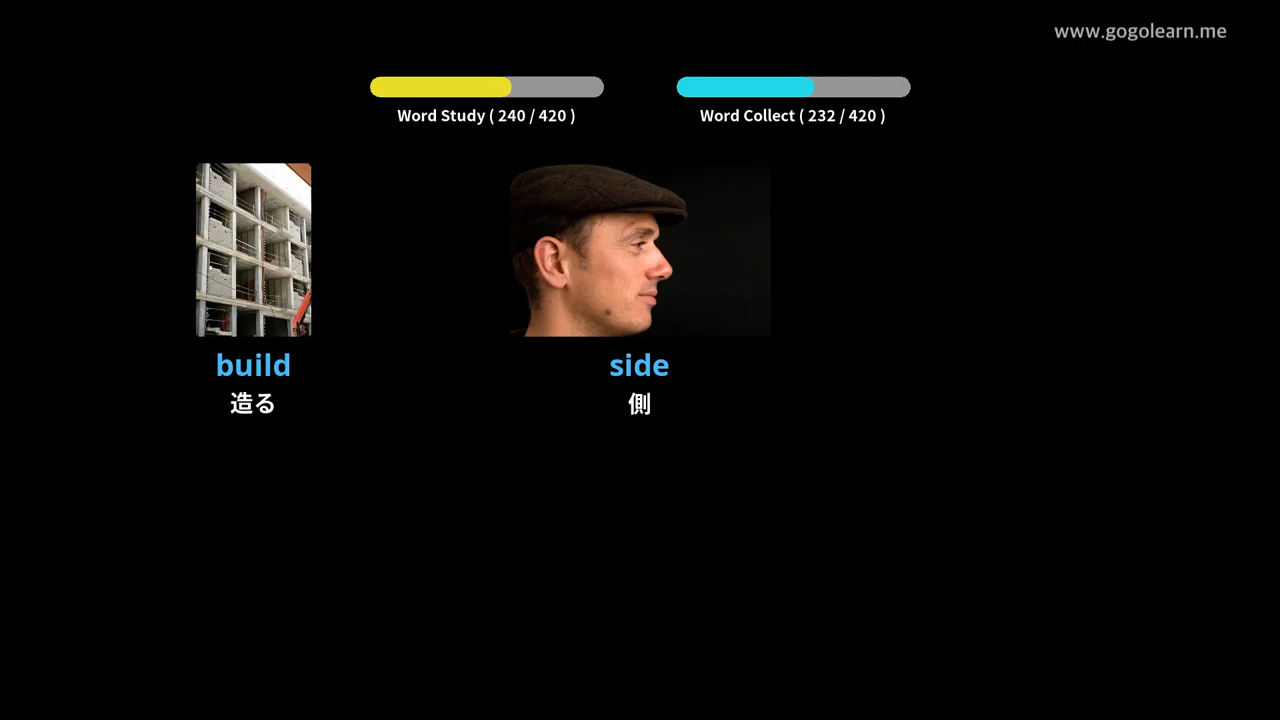 www.gogolearn.me
Word Study ( 240 / 420 )
Word Collect ( 232 / 420 )
build
造る
side
側